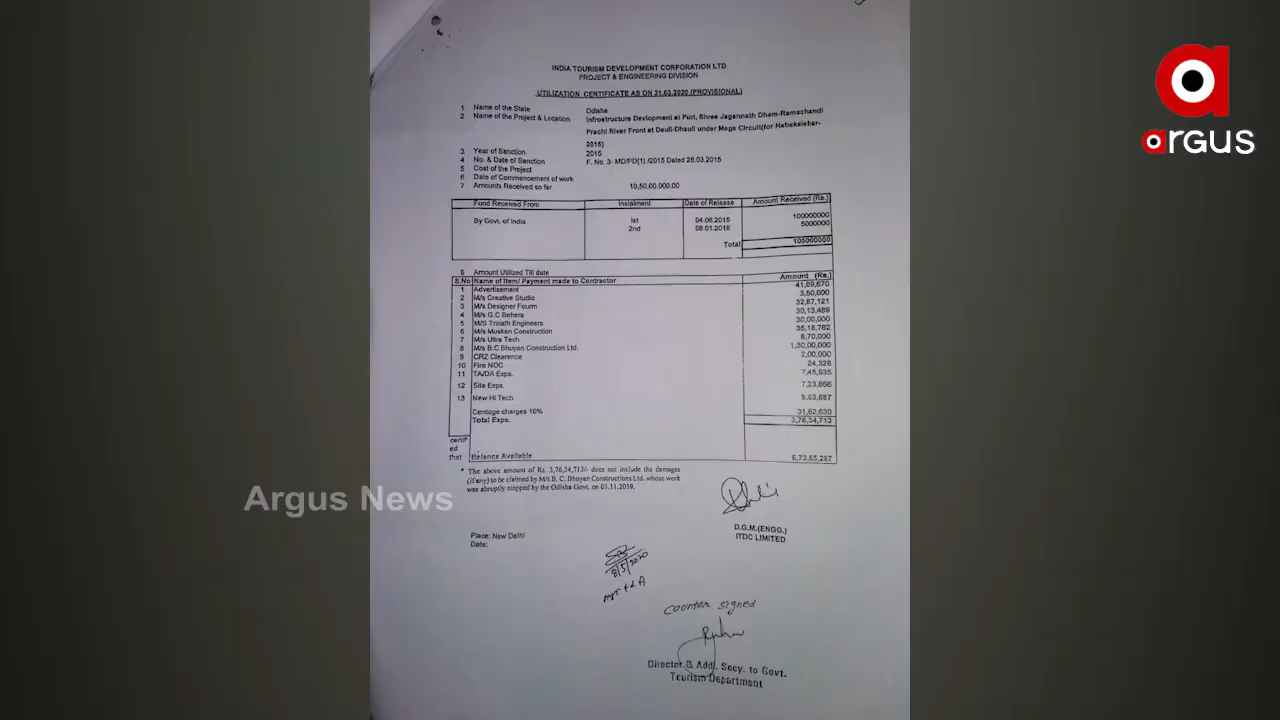 argus
INDIA TOURISM DEVELOPMENT CORPORATION LTD
PROJECT & ENGINEERING DIVISION
UTILIZATION CERTIFICATE AS ON 31.03.2020 (PROVISIONAL)
1 Name of the State Odisha
2 Name of the Project & Location Infrastructure Devlopment at Puri, Shree Jagannath Dham-Ramachandi
Prachi River Front at Dauli-Dhauli under Mega Circuit(for Nabakalebar-
2015)
3 Year of Sanction 2015
4 No. & Date of Sanction F. No. 3- MD/PD(1) /2015 Dated 26.03.2015
5 Cost of the Project
6 Date of Commencement of work
7 Amounts Received so far 10,50,00,000.00
Fund Received From Instalment Date of Release Amount Received (Rs.)
By Govt. of India Ist 04.06.2015 100000000
2nd 08.01.2018 5000000
Total 105000000
8 Amount Utilized Till date
S.No Name of Item/ Payment made to Contractor Amount (Rs.)
1 Advertisement 41,89,670
2 M/s Creative Studio 3,50,000
3 M/s Designer Fourm 32,87,121
4 M/s G.C Behera 30,13,489
5 M/S Trinath Engineers 30,00,000
6 M/s Muskan Construction 35,18,762
7 M/s Ultra Tech 8,70,000
8 M/s B.C Bhuyan Construction Ltd. 1,30,00,000
9 CRZ Clearence 2,00,000
10 Fire NOC 24,328
11 TA/DA Exps. 7,45,935
12 Site Exps. 7,23,866
13 New Hi Tech 9,63,887
Centage charges 10% 31,62,630
Total Exps. 3,76,34,713
certif
ed
that Balance Available 6,73,65,287
* The above amount of Rs. 3,76,34,713/- does not include the damages
(if any) to be claimed by M/s B. C. Bhuyan Constructions Ltd. whose work
was abruptly stopped by the Odisha Govt. on 01.11.2019.
Argus News
D.G.M.(ENGG.)
ITDC LIMITED
Place: New Delhi
Date:
8/5/2020
Counter signed
Director & Addl. Secy. to Govt.
Tourism Department